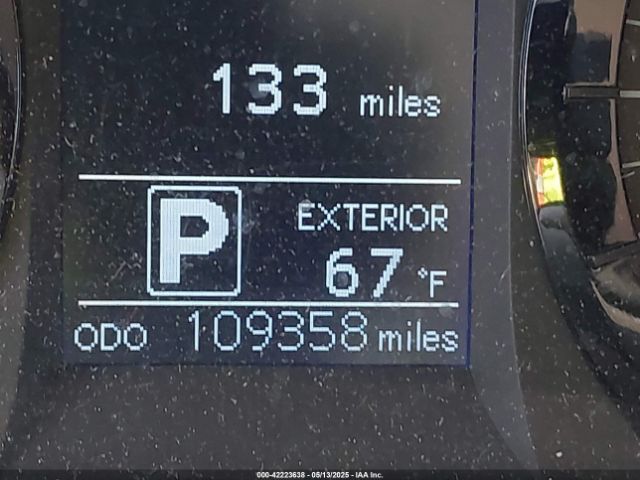 133 miles
P
EXTERIOR
67 °F
ODO 109358 miles
000-42223638 - 05/13/2025 - IAA Inc.